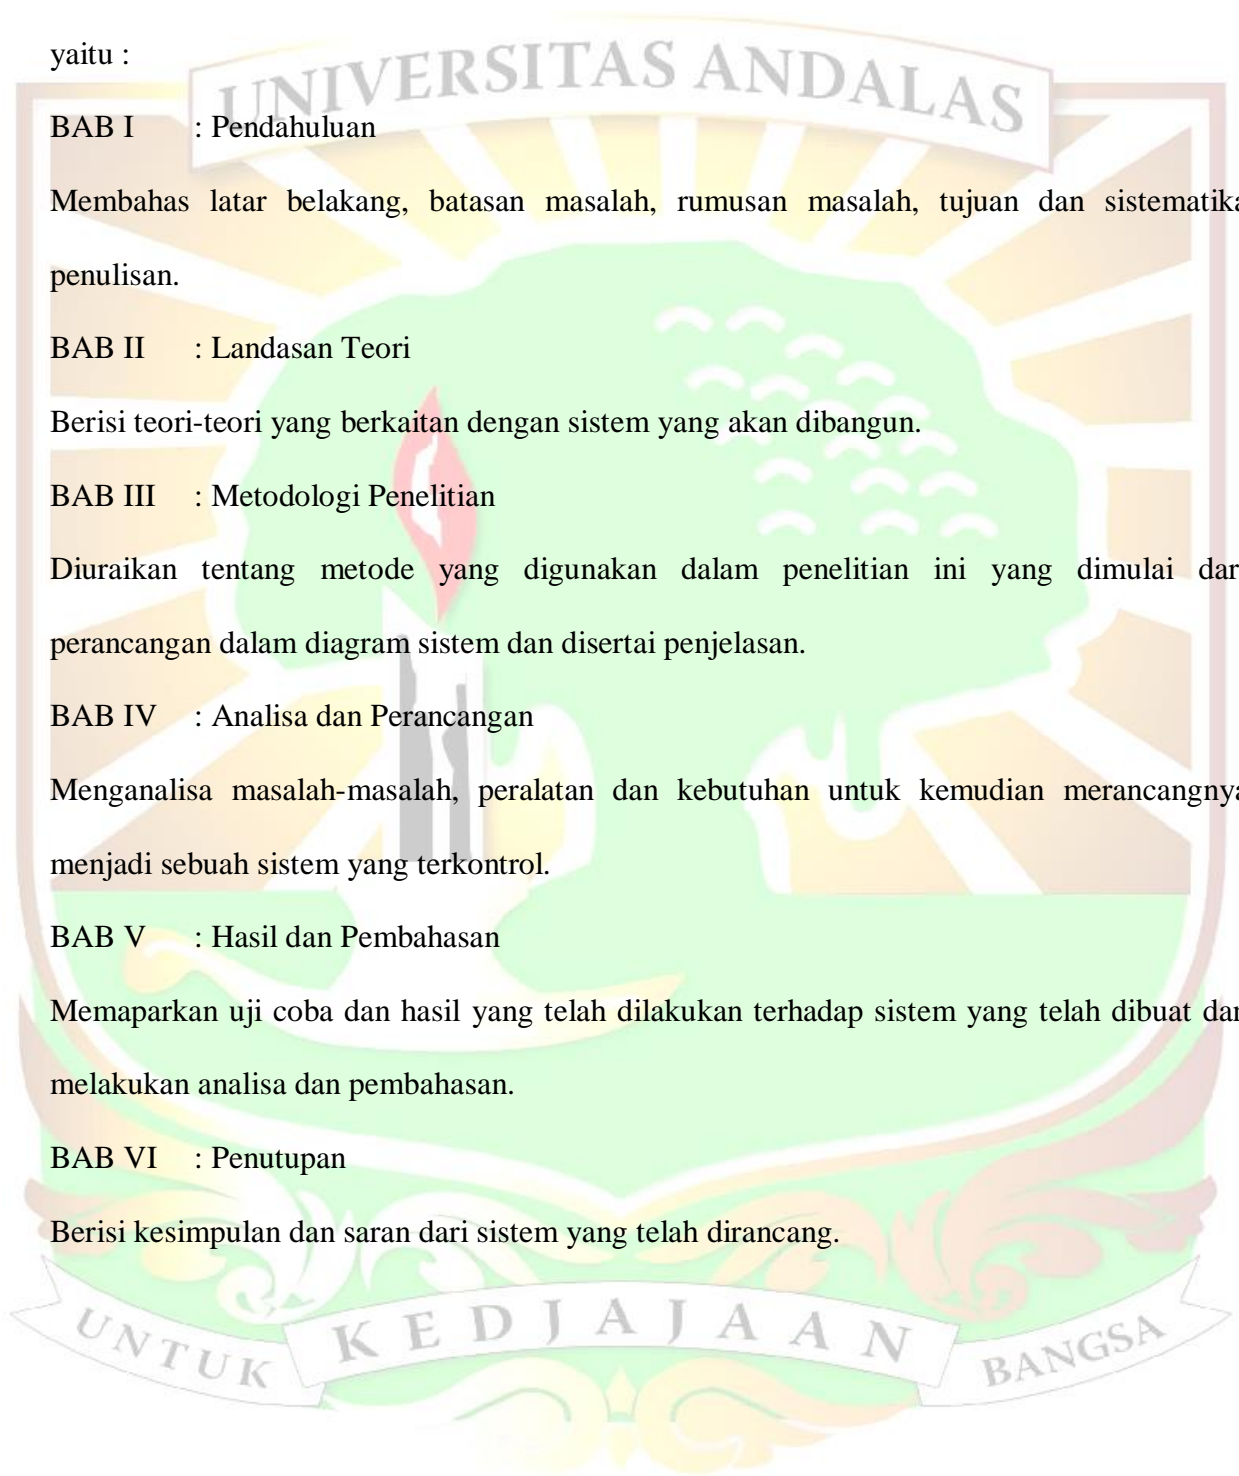 yaitu :
UNIVERSITAS ANDALAS
BAB I : Pendahuluan
Membahas latar belakang, batasan masalah, rumusan masalah, tujuan dan sistematika
penulisan.
BAB II : Landasan Teori
Berisi teori-teori yang berkaitan dengan sistem yang akan dibangun.
BAB III : Metodologi Penelitian
Diuraikan tentang metode yang digunakan dalam penelitian ini yang dimulai dar
perancangan dalam diagram sistem dan disertai penjelasan.
BAB IV : Analisa dan Perancangan
Menganalisa masalah-masalah, peralatan dan kebutuhan untuk kemudian merancangnya
menjadi sebuah sistem yang terkontrol.
BAB V : Hasil dan Pembahasan
Memaparkan uji coba dan hasil yang telah dilakukan terhadap sistem yang telah dibuat dan
melakukan analisa dan pembahasan.
BAB VI : Penutupan
Berisi kesimpulan dan saran dari sistem yang telah dirancang.
UNTUK KEDJAJAAN BANGSA